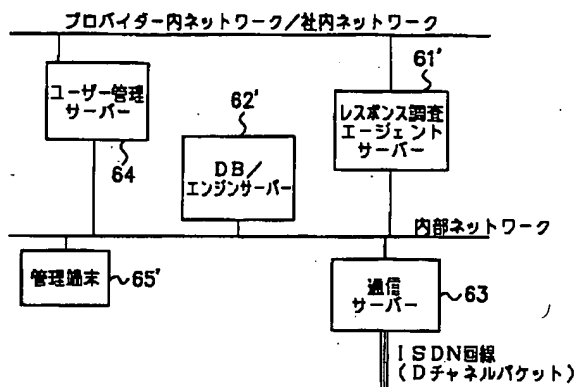 プロバイダー内ネットワーク/社内ネットワーク
61'
ユーザー管理
サーバー
64
62'
DB/
エンジンサーバー
レスポンス調査
エージェント
サーバー
内部ネットワーク
管理端末
65'
通信
サーバー
63
ISDN回線
(Dチャネルパケット)